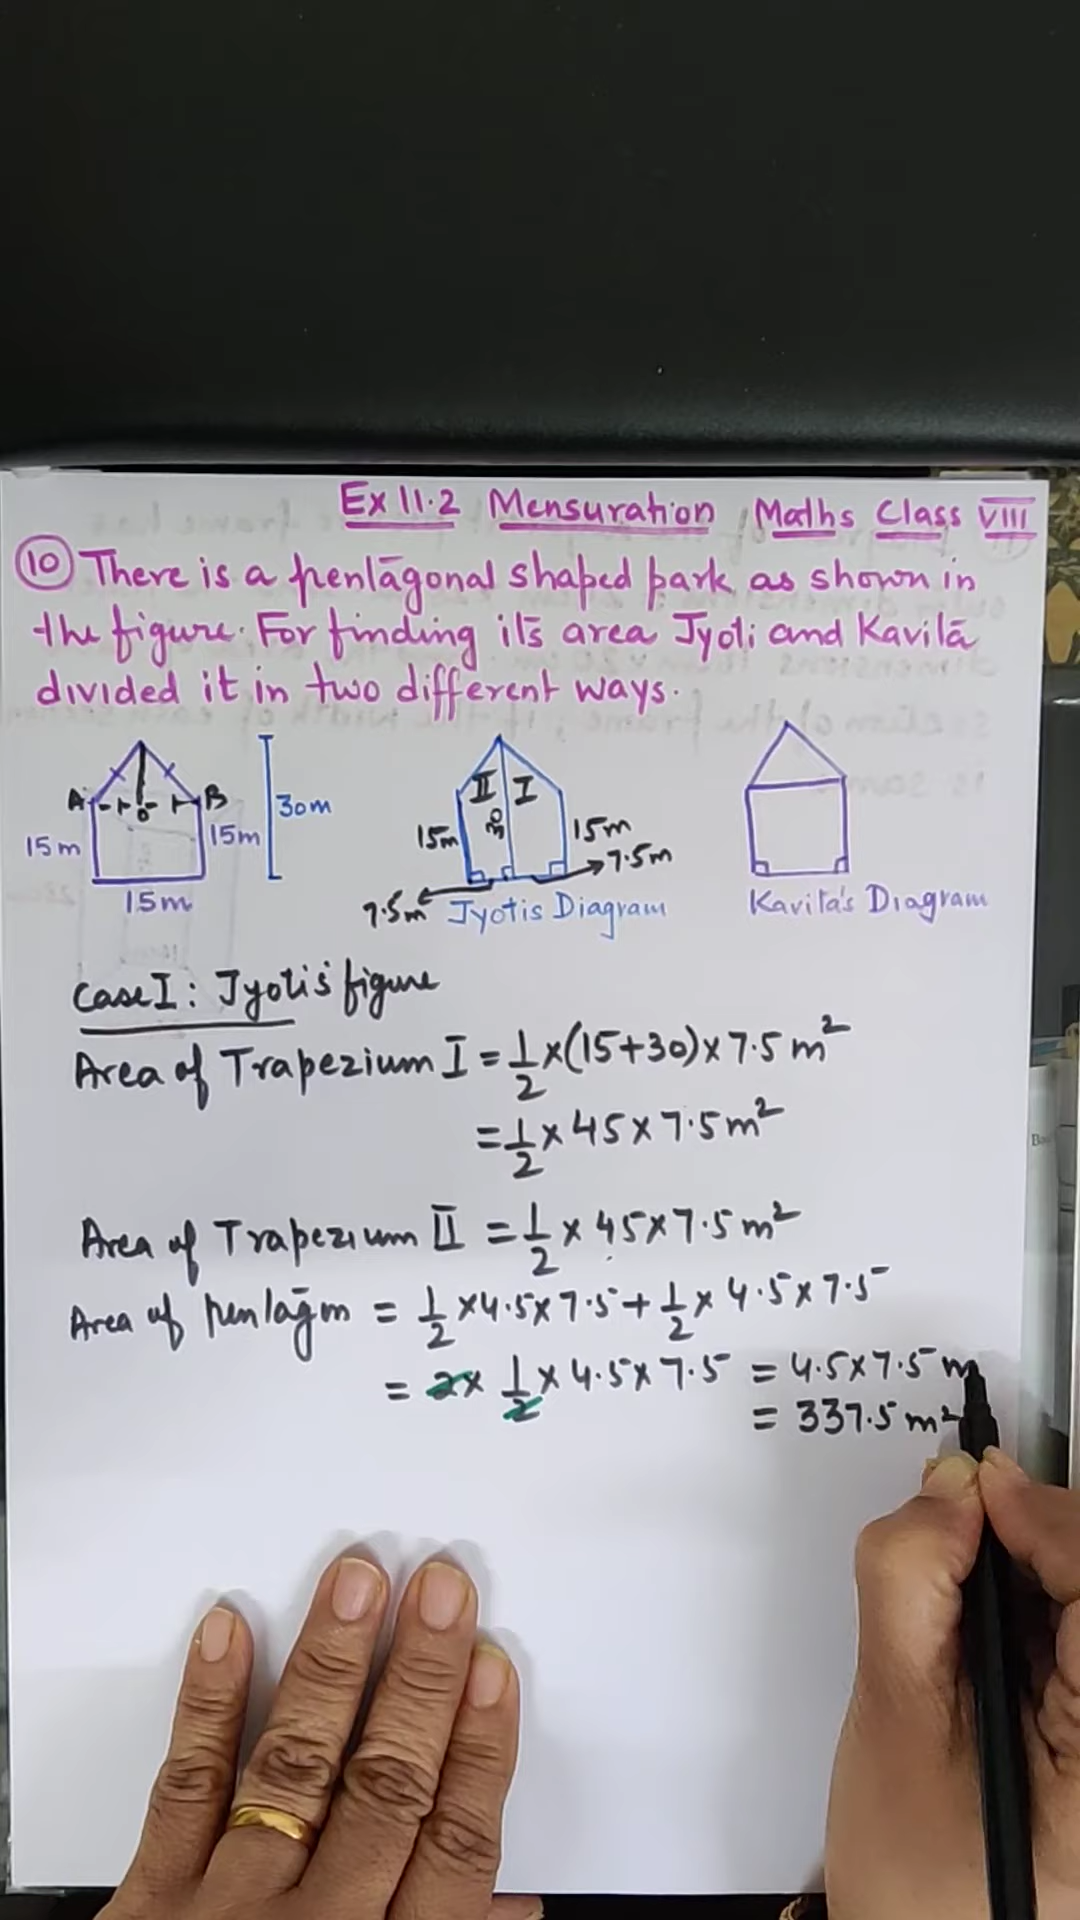 Ex 11.2 Mensuration Maths Class VIII
10 There is a pentagonal shaped park as shown in
the figure. For finding its area Jyoti and Kavita
divided it in two different ways.
A O B
15m 15m
15m
30m
II I
15m 30m 15m
7.5m 7.5m
Jyotis Diagram
Kavita's Diagram
Case I: Jyoti's figure
Area of Trapezium I = 1/2 × (15+30) × 7.5 m²
= 1/2 × 45 × 7.5 m²
Area of Trapezium II = 1/2 × 45 × 7.5 m²
Area of pentagon = 1/2 × 4.5 × 7.5 + 1/2 × 4.5 × 7.5
= 2 × 1/2 × 4.5 × 7.5 = 4.5 × 7.5 m
= 337.5 m²